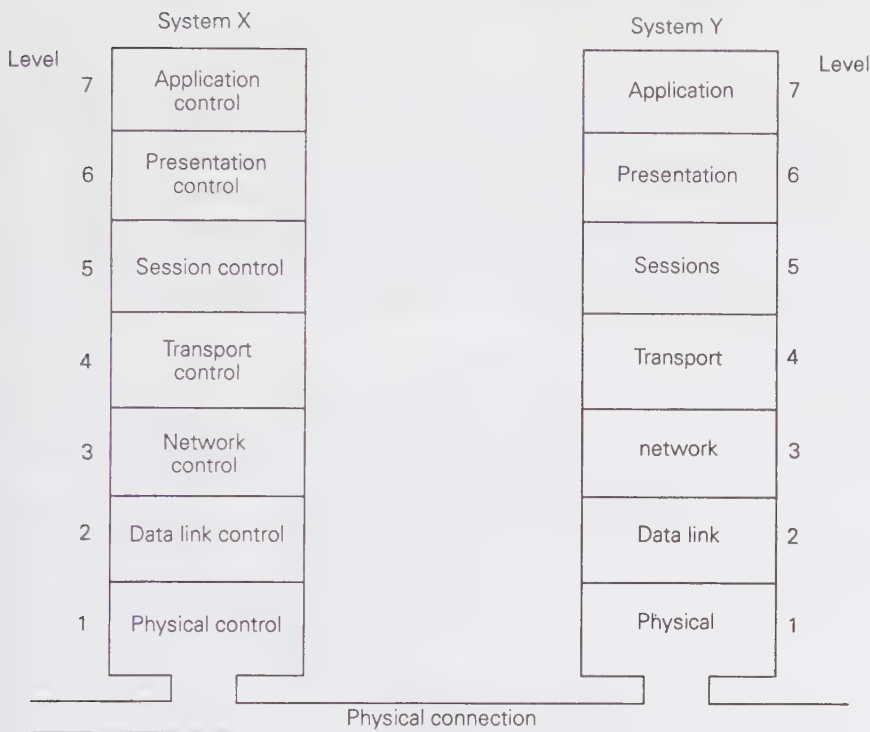 System X
System Y
Level
Level
7
Application
control
Application
7
6
Presentation
control
Presentation
6
5
Session control
Sessions
5
4
Transport
control
Transport
4
3
Network
control
network
3
2
Data link control
Data link
2
1
Physical control
Physical
1
Physical connection